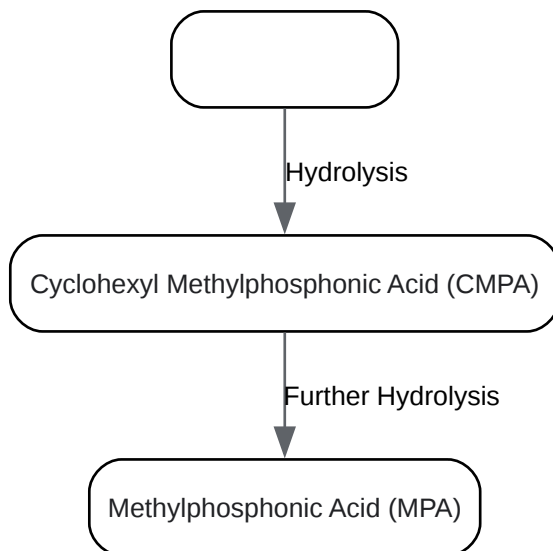 Hydrolysis
Cyclohexyl Methylphosphonic Acid (CMPA)
Further Hydrolysis
Methylphosphonic Acid (MPA)